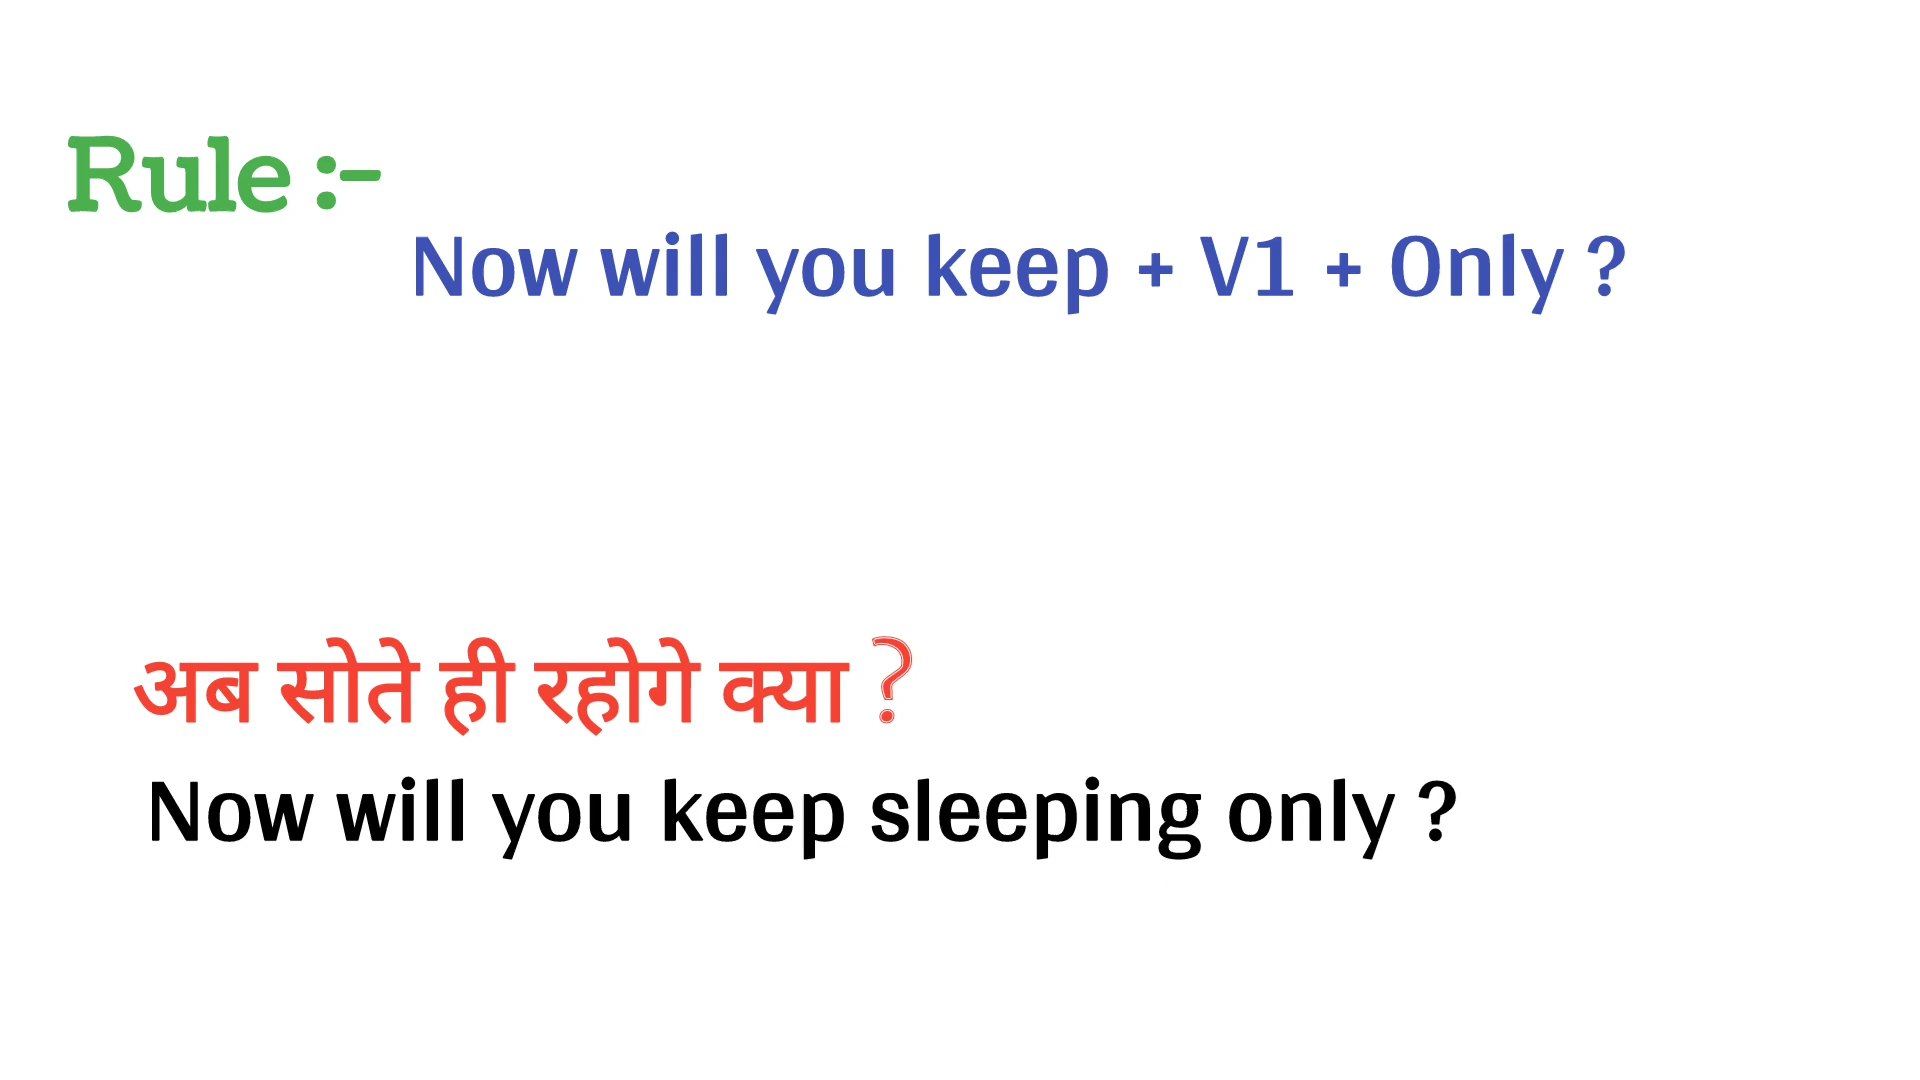 Rule :-
Now will you keep + V1 + Only ?
अब सोते ही रहोगे क्या ?
Now will you keep sleeping only ?